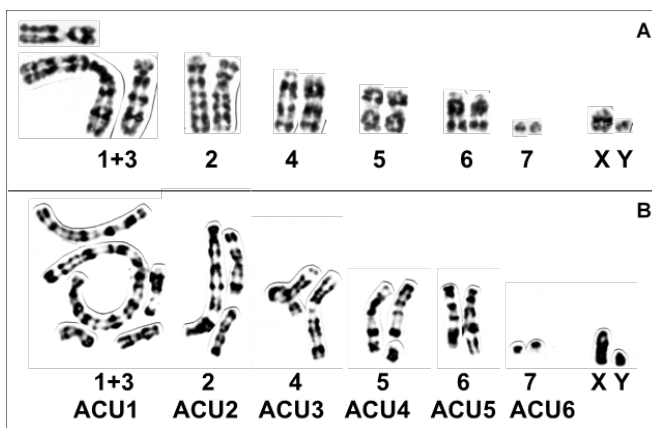 A
1+3 2 4 5 6 7 X Y
B
1+3 2 4 5 6 7 X Y
ACU1 ACU2 ACU3 ACU4 ACU5 ACU6